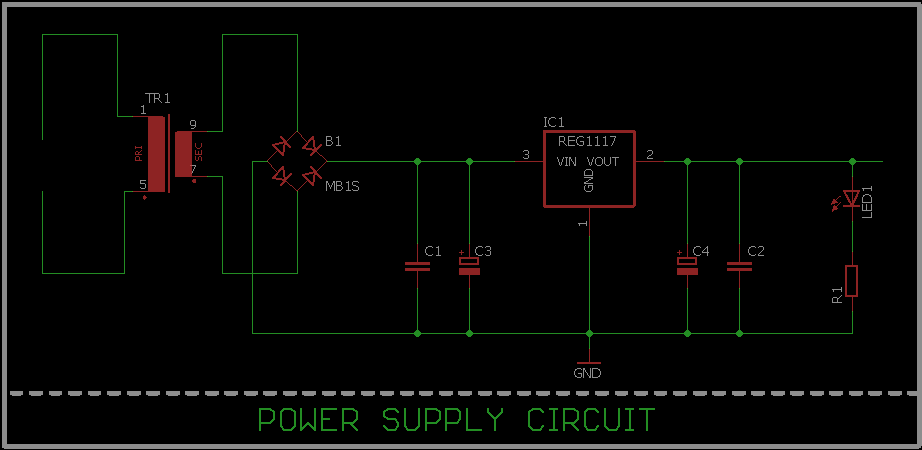 TR1
1
PRI
5
9
SEC
7
B1
MB1S
IC1
REG1117
3
VIN VOUT
2
GND
1
C1
+ C3
+ C4
C2
LED1
R1
GND
POWER SUPPLY CIRCUIT